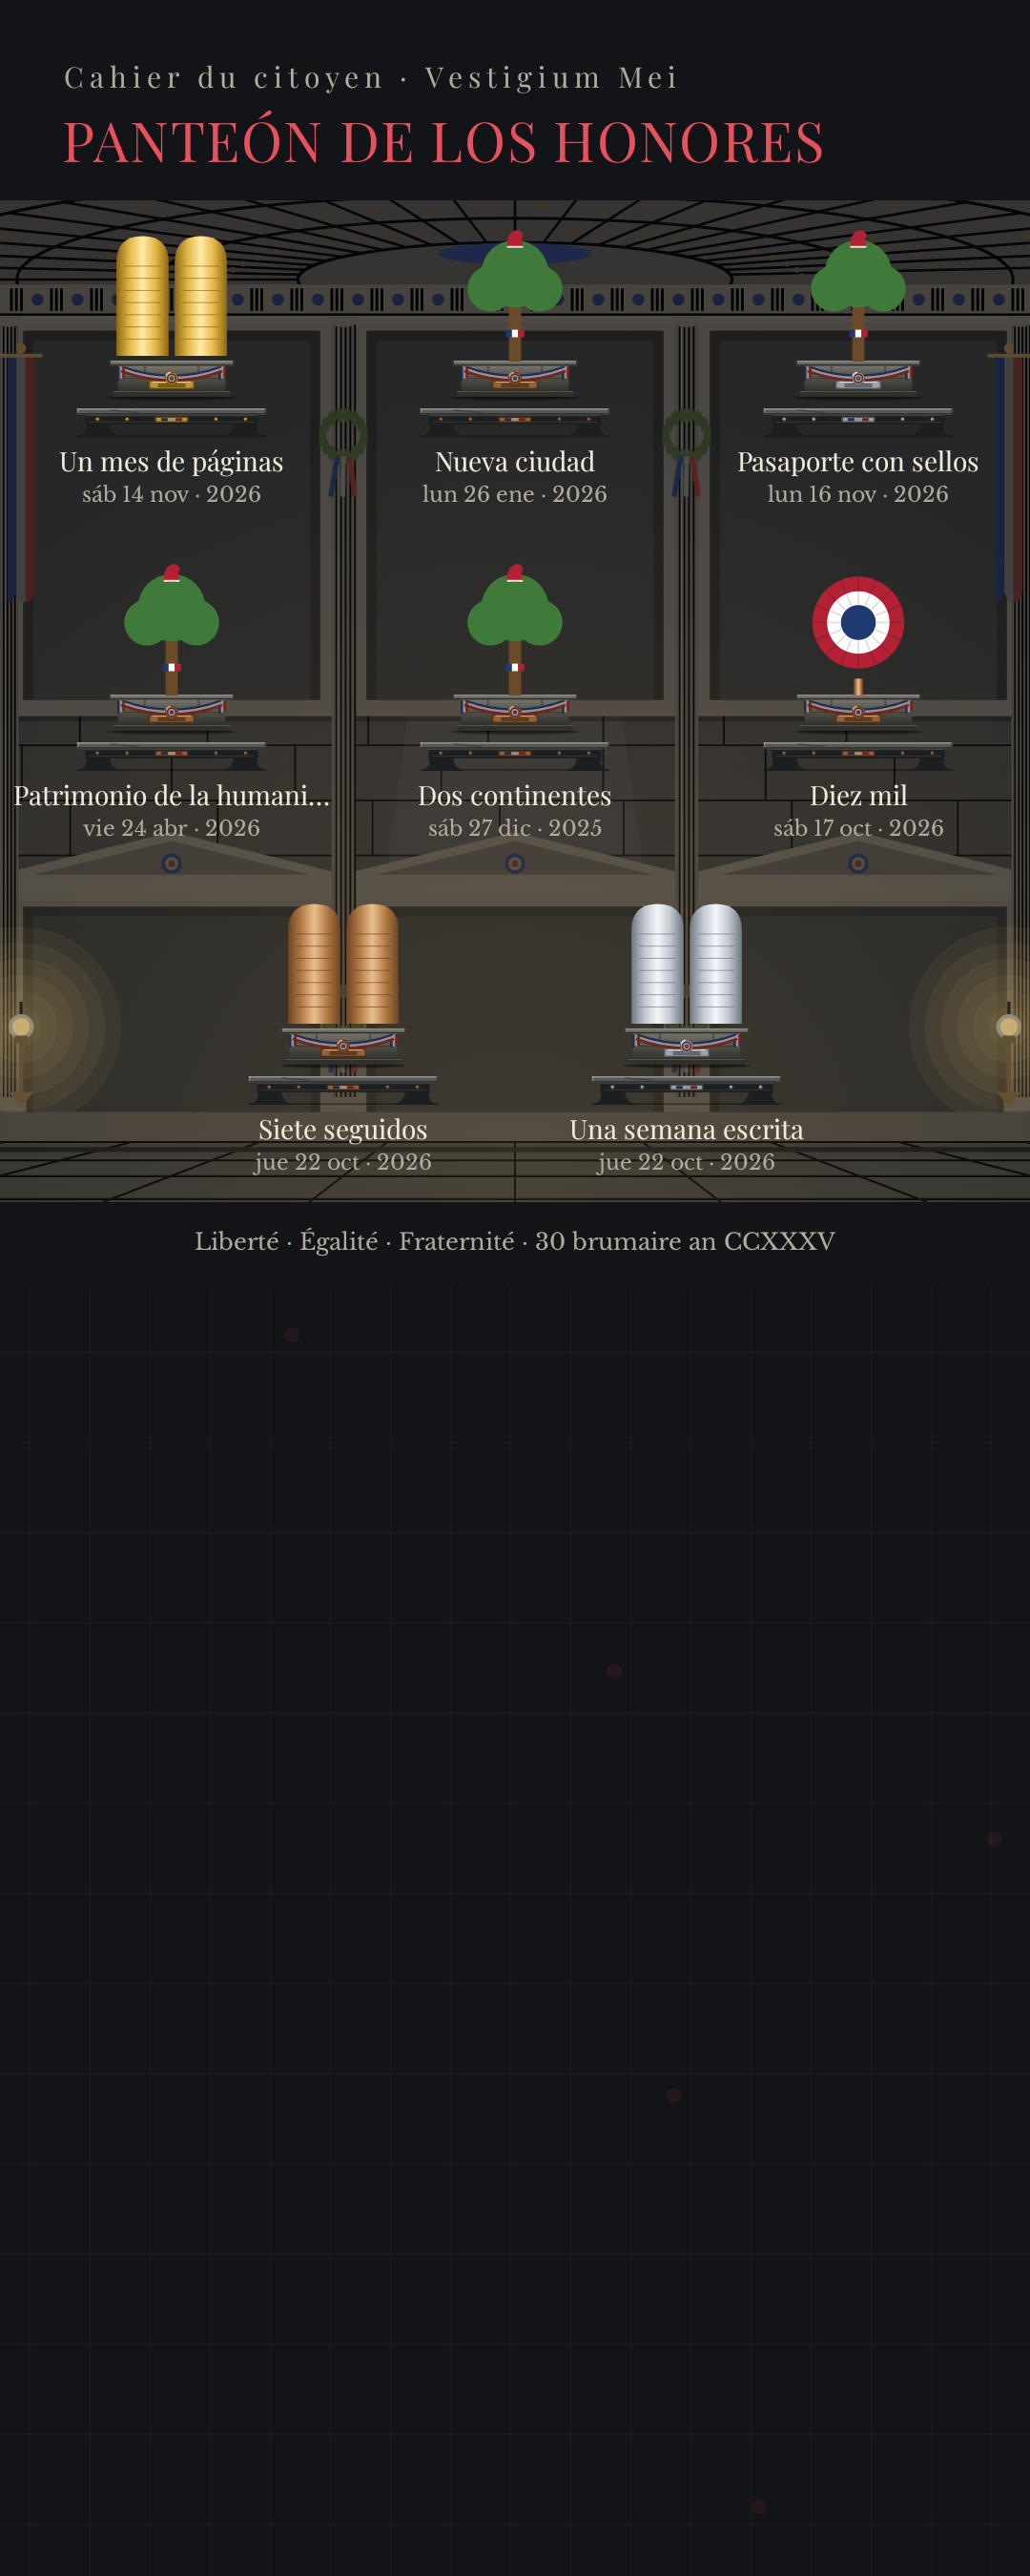 Cahier du citoyen · Vestigium Mei
PANTEÓN DE LOS HONORES
Un mes de páginas
sáb 14 nov · 2026
Nueva ciudad
lun 26 ene · 2026
Pasaporte con sellos
lun 16 nov · 2026
Patrimonio de la humani...
vie 24 abr · 2026
Dos continentes
sáb 27 dic · 2025
Diez mil
sáb 17 oct · 2026
Siete seguidos
jue 22 oct · 2026
Una semana escrita
jue 22 oct · 2026
Liberté · Égalité · Fraternité · 30 brumaire an CCXXXV